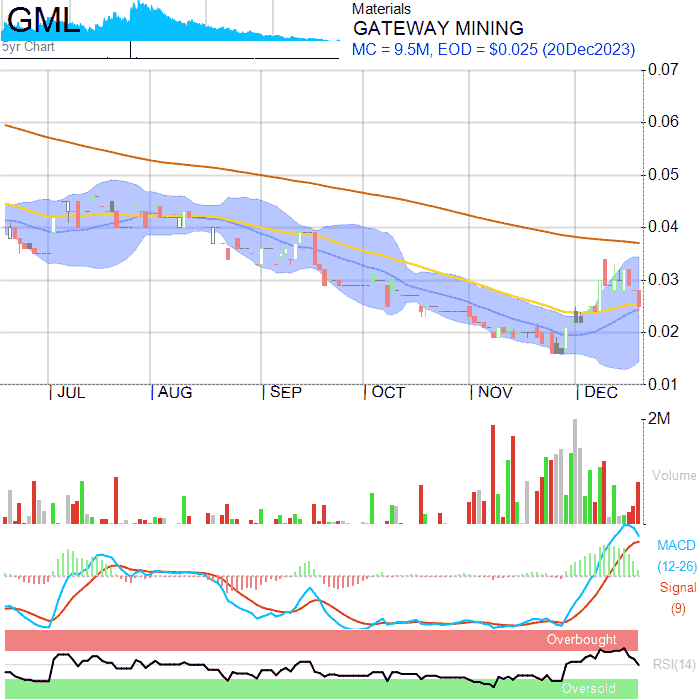 GML
5yr Chart
Materials
GATEWAY MINING
MC = 9.5M, EOD = $0.025 (20Dec2023)
0.07
0.06
0.05
0.04
0.03
0.02
0.01
JUL
AUG
SEP
OCT
NOV
DEC
2M
Volume
MACD
(12-26)
Signal
(9)
Overbought
RSI(14)
Oversold